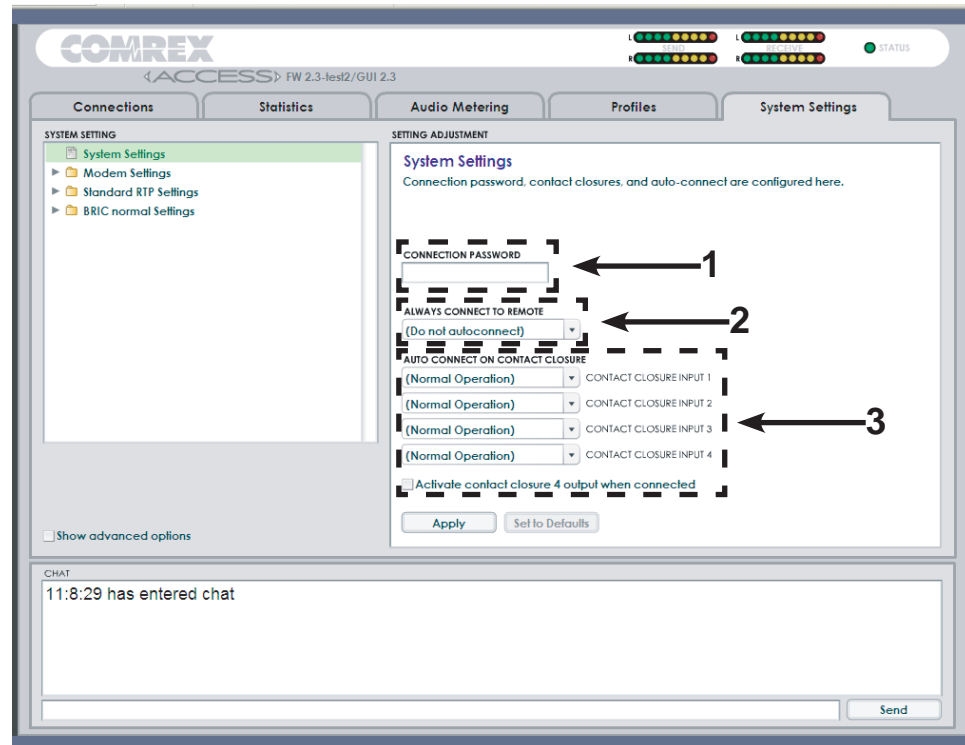 COMREX
ACCESS FW 2.3-test2/GUI 2.3
L
SEND
R
L
RECEIVE
R
STATUS
Connections
Statistics
Audio Metering
Profiles
System Settings
SYSTEM SETTING
System Settings
Modem Settings
Standard RTP Settings
BRIC normal Settings
Show advanced options
SETTING ADJUSTMENT
System Settings
Connection password, contact closures, and auto-connect are configured here.
CONNECTION PASSWORD
1
ALWAYS CONNECT TO REMOTE
(Do not autoconnect)
2
AUTO CONNECT ON CONTACT CLOSURE
(Normal Operation) CONTACT CLOSURE INPUT 1
(Normal Operation) CONTACT CLOSURE INPUT 2
(Normal Operation) CONTACT CLOSURE INPUT 3
3
(Normal Operation) CONTACT CLOSURE INPUT 4
Activate contact closure 4 output when connected
Apply
Set to Defaults
CHAT
11:8:29 has entered chat
Send